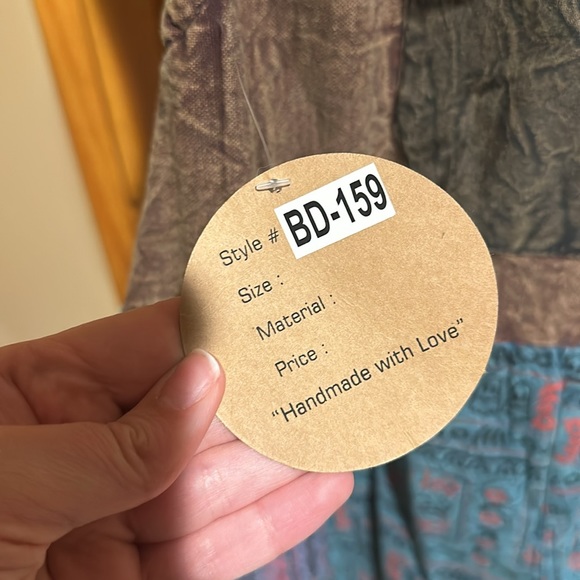 Style # BD-159
Size :
Material :
Price :
“Handmade with Love”